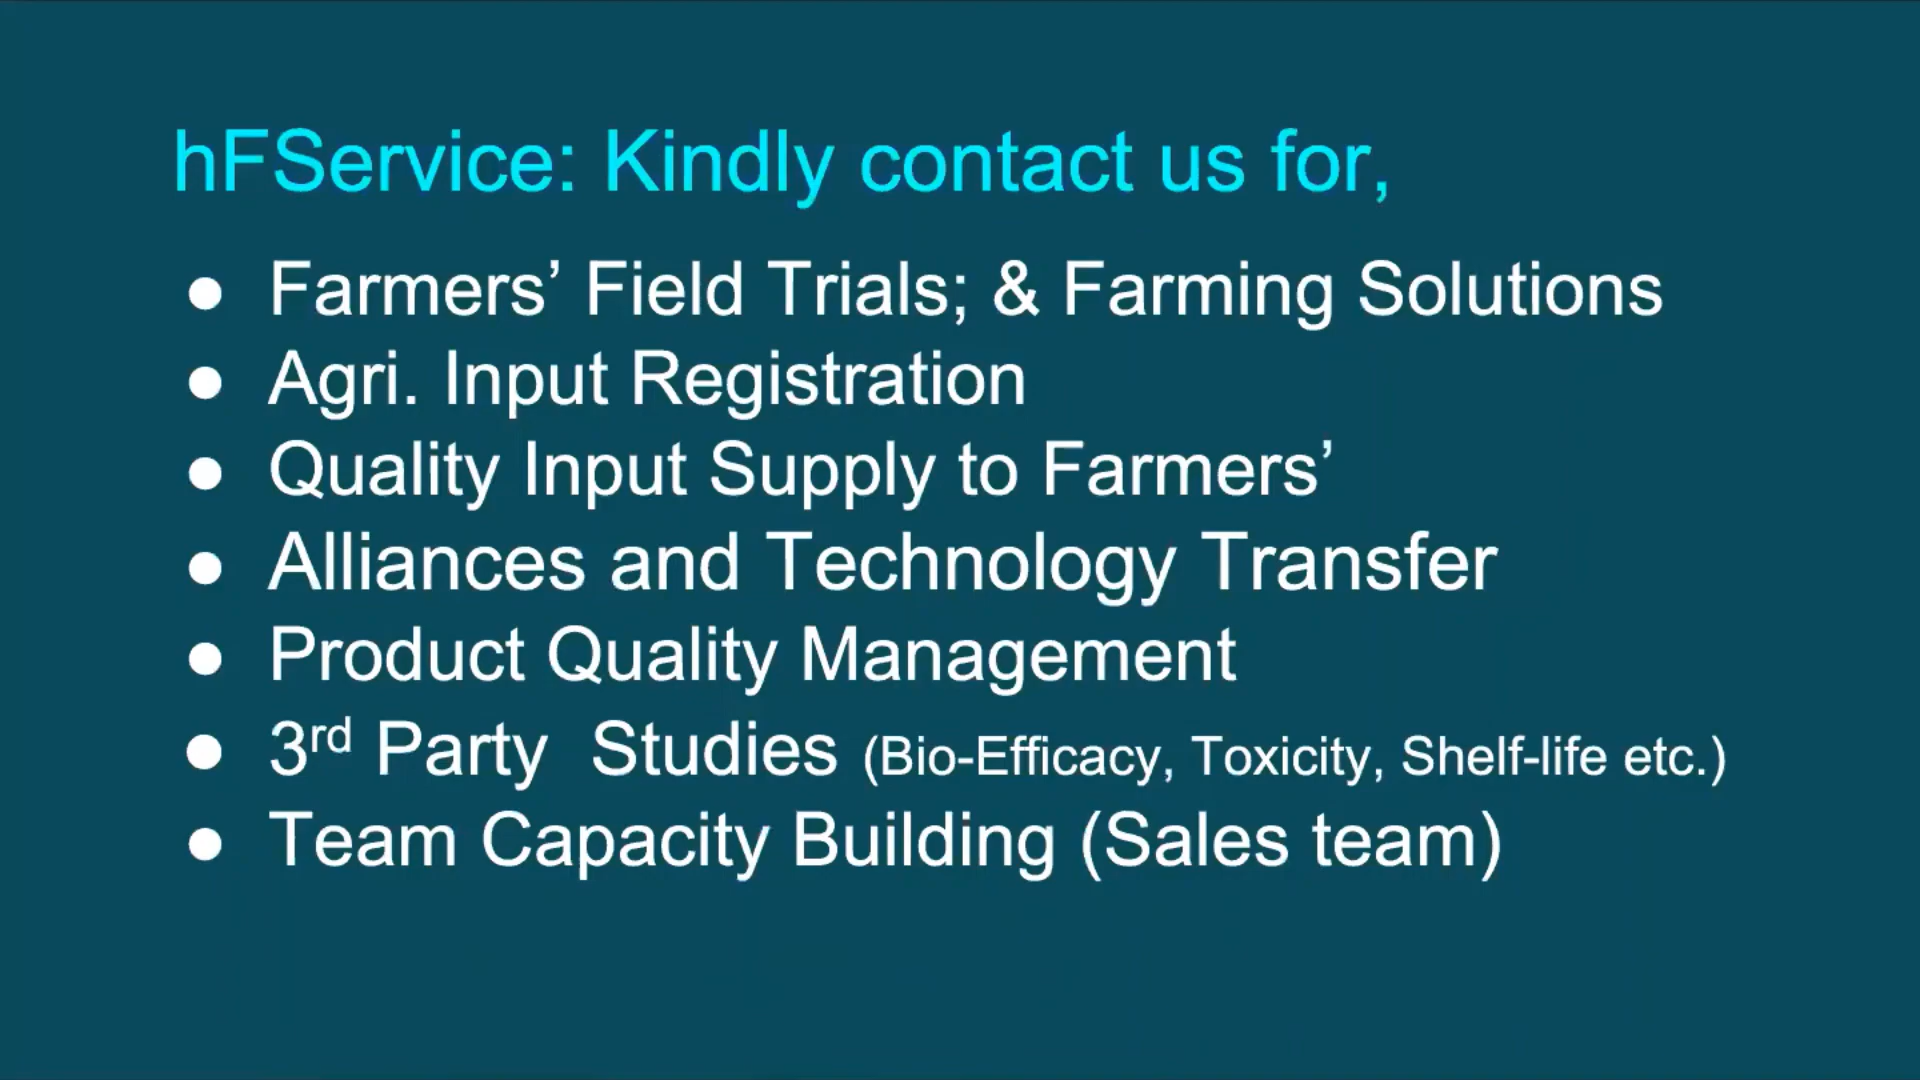 hFService: Kindly contact us for,
● Farmers’ Field Trials; & Farming Solutions
● Agri. Input Registration
● Quality Input Supply to Farmers’
● Alliances and Technology Transfer
● Product Quality Management
● 3rd Party  Studies (Bio-Efficacy, Toxicity, Shelf-life etc.)
● Team Capacity Building (Sales team)